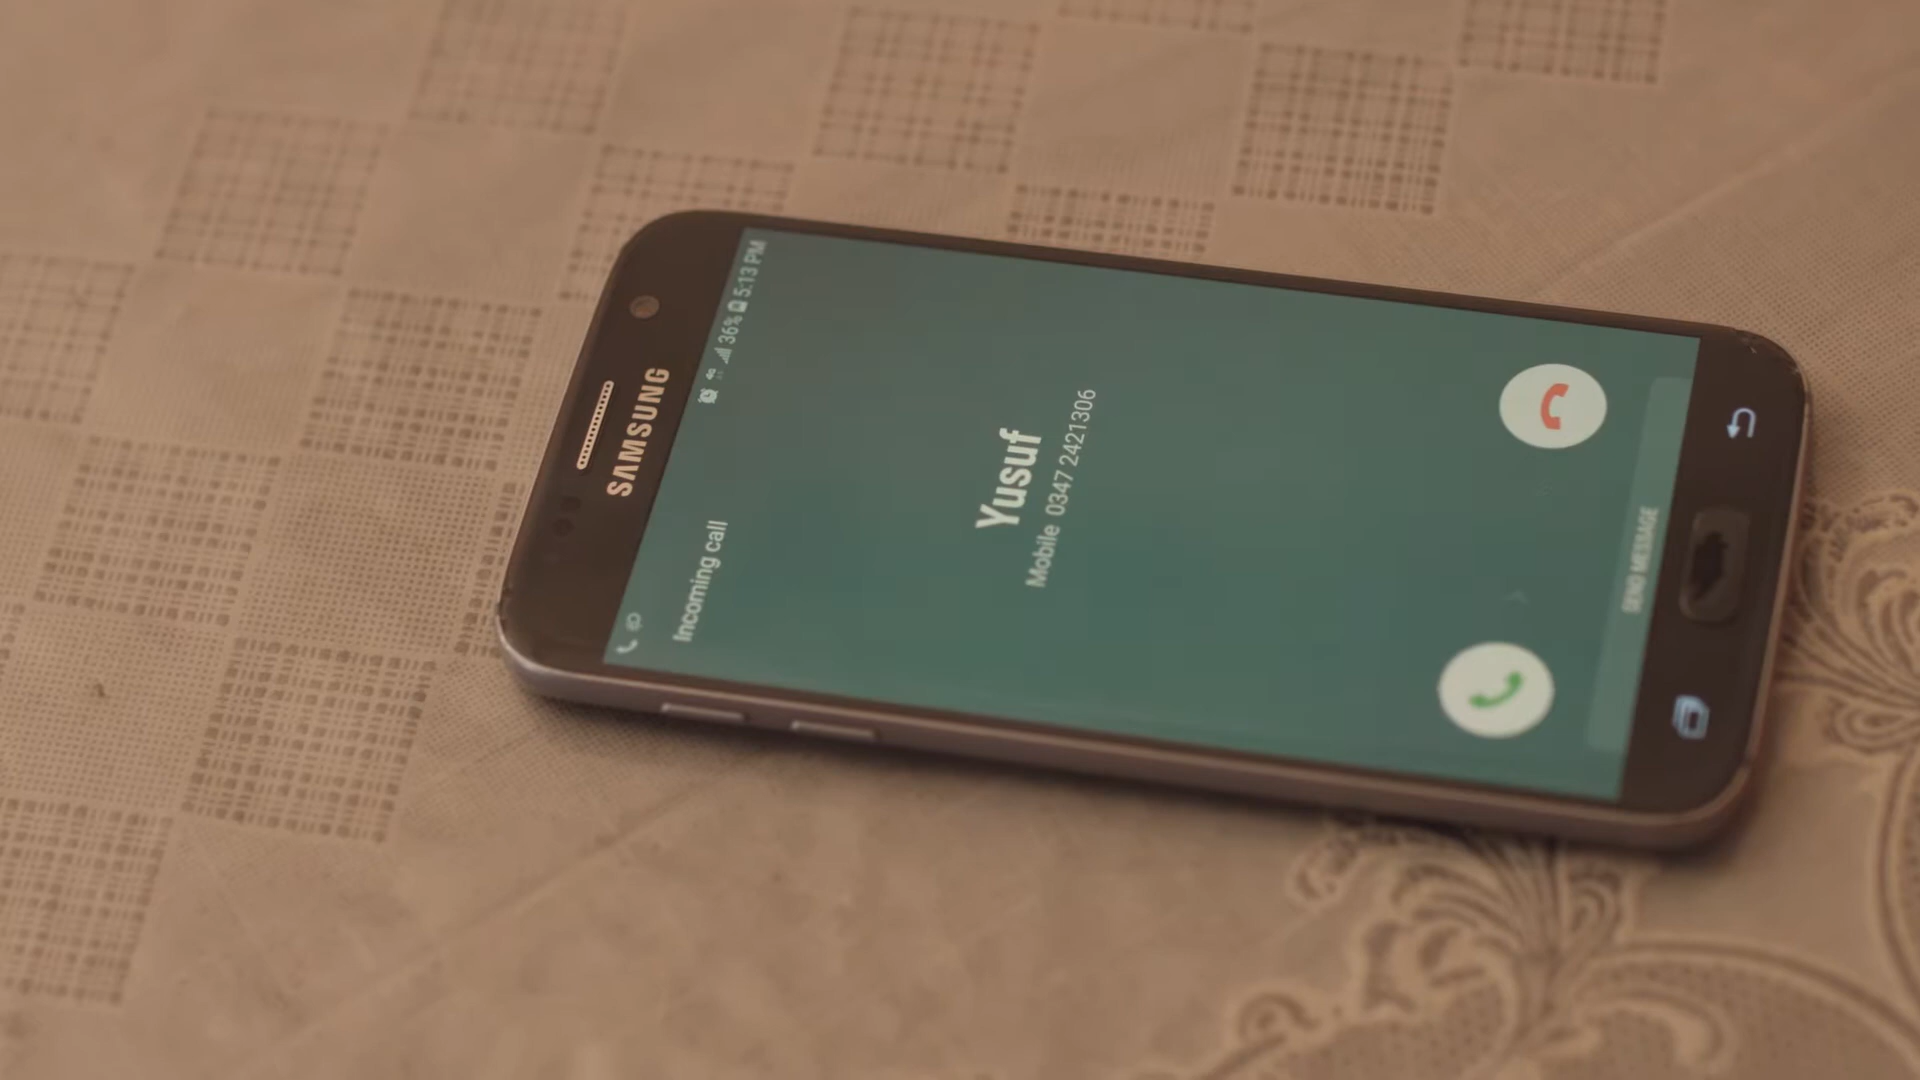 SAMSUNG
36% 5:13 PM
Incoming call
Yusuf
Mobile 0347 2421306
SEND MESSAGE